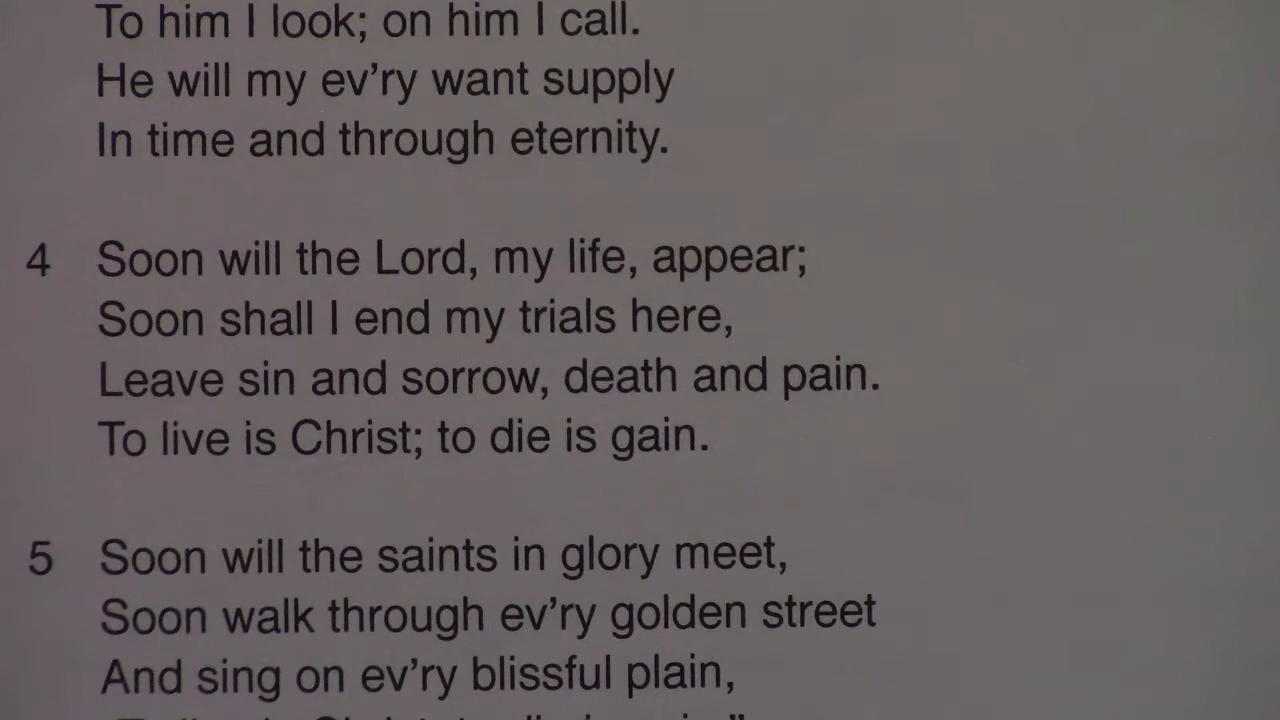 To him I look; on him I call.
He will my ev’ry want supply
In time and through eternity.
4 Soon will the Lord, my life, appear;
Soon shall I end my trials here,
Leave sin and sorrow, death and pain.
To live is Christ; to die is gain.
5 Soon will the saints in glory meet,
Soon walk through ev’ry golden street
And sing on ev’ry blissful plain,